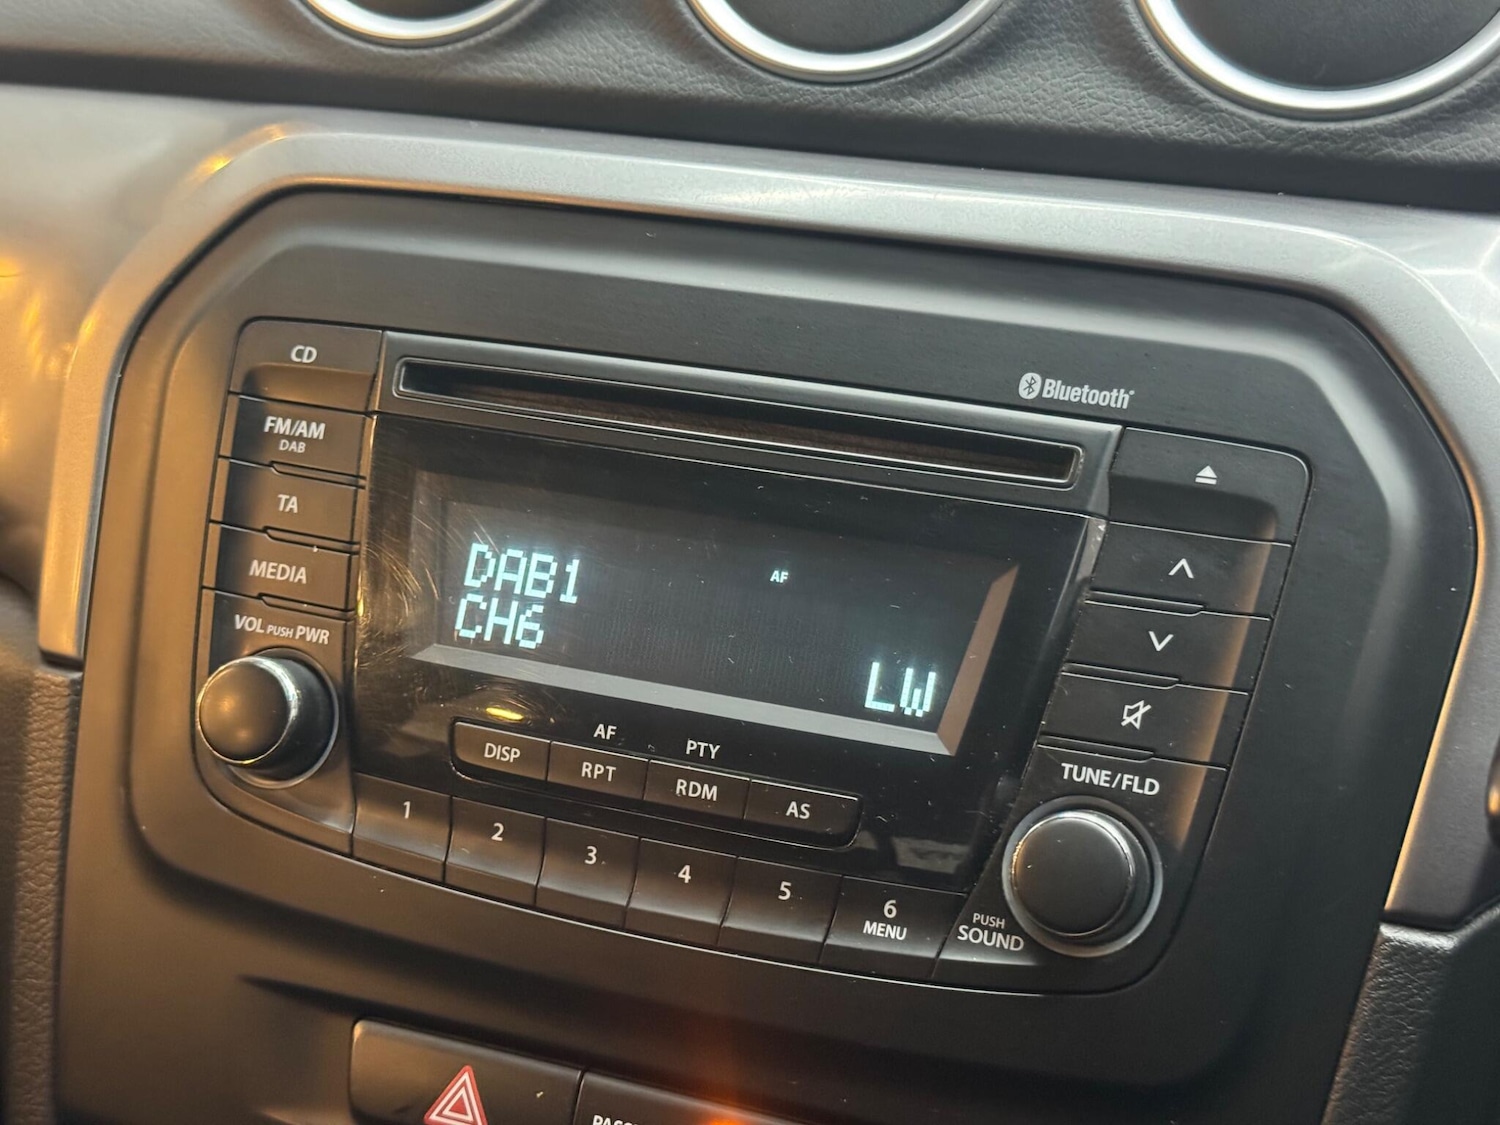 CD
Bluetooth®
FM/AM
DAB
TA
MEDIA
VOL PUSH PWR
DAB1
AF
CH6
LW
AF
PTY
DISP
RPT
RDM
AS
TUNE/FLD
1
2
3
4
5
6
MENU
PUSH
SOUND